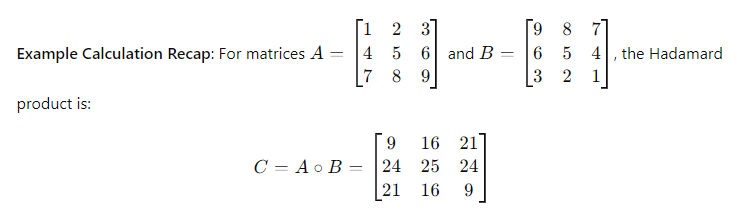 Example Calculation Recap: For matrices A = [1 2 3; 4 5 6; 7 8 9] and B = [9 8 7; 6 5 4; 3 2 1], the Hadamard
product is:
C = A ∘ B = [9 16 21; 24 25 24; 21 16 9]